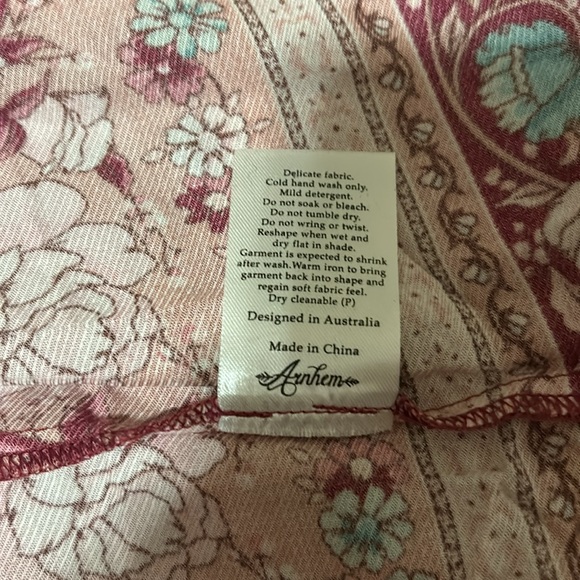 Delicate fabric.
Cold hand wash only.
Mild detergent.
Do not soak or bleach.
Do not tumble dry.
Do not wring or twist.
Reshape when wet and
dry flat in shade.
Garment is expected to shrink
after wash.Warm iron to bring
garment back into shape and
regain soft fabric feel.
Dry cleanable (P)
Designed in Australia
Made in China
Arnhem